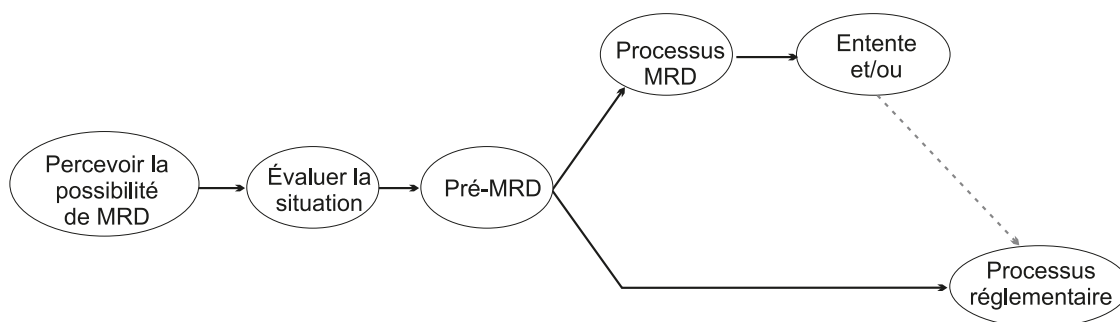 Percevoir la
possibilité
de MRD
Évaluer la
situation
Pré-MRD
Processus
MRD
Entente
et/ou
Processus
réglementaire